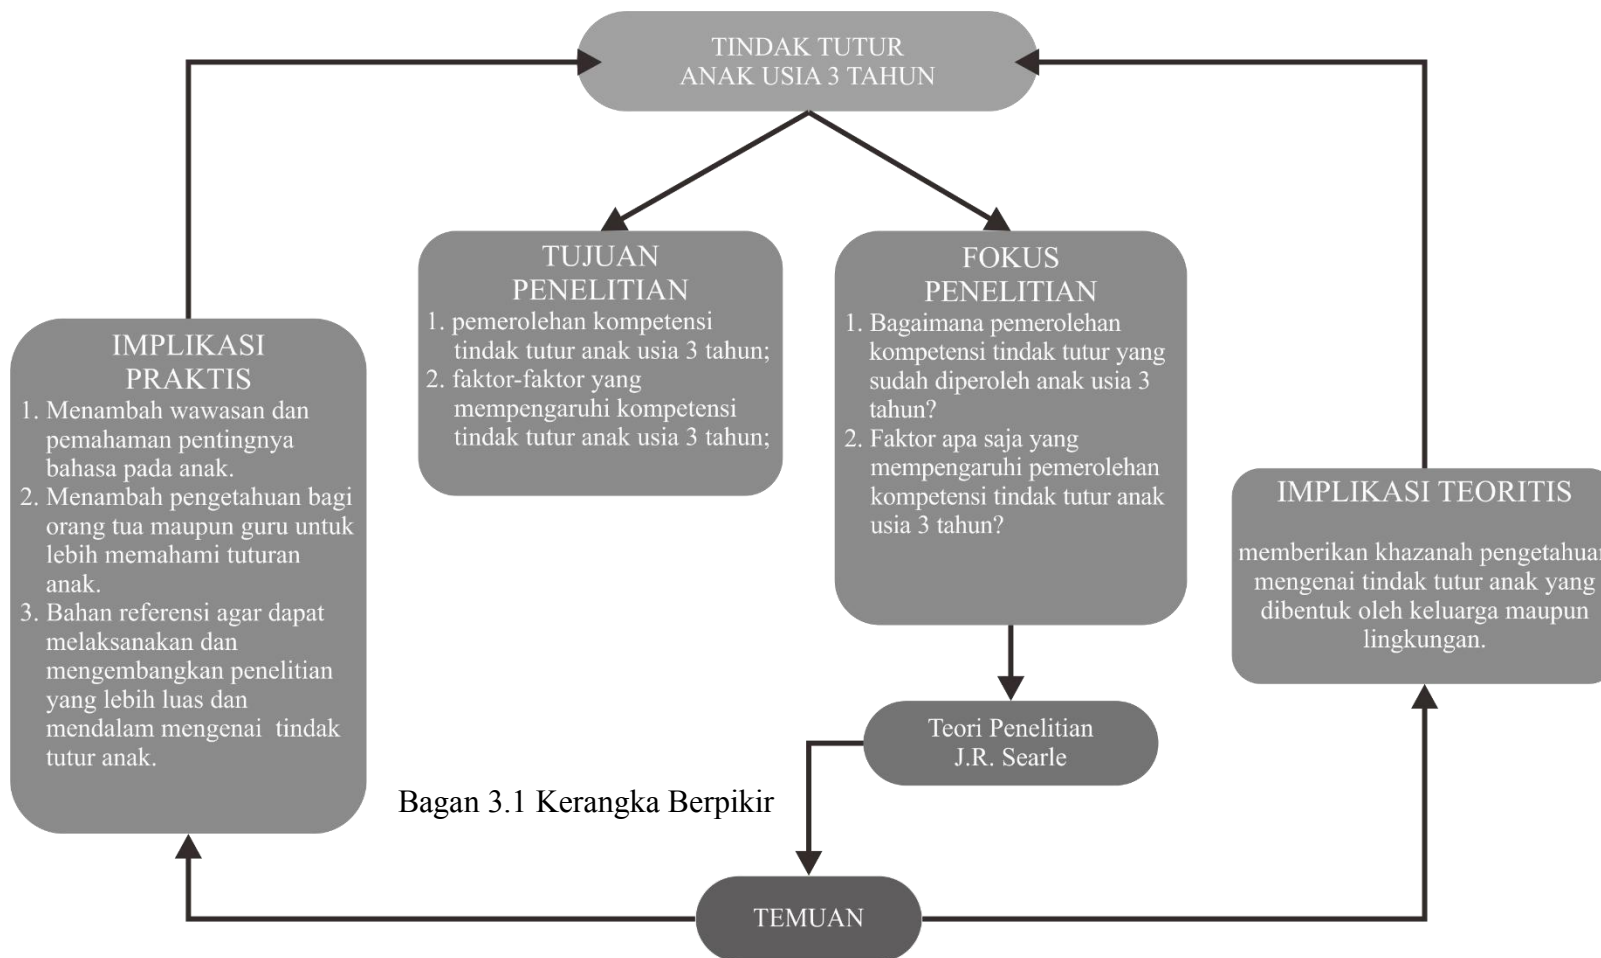 TINDAK TUTUR
ANAK USIA 3 TAHUN
TUJUAN
PENELITIAN
1. pemerolehan kompetensi
tindak tutur anak usia 3 tahun;
2. faktor-faktor yang
mempengaruhi kompetensi
tindak tutur anak usia 3 tahun;
FOKUS
PENELITIAN
1. Bagaimana pemerolehan
kompetensi tindak tutur yang
sudah diperoleh anak usia 3
tahun?
2. Faktor apa saja yang
mempengaruhi pemerolehan
kompetensi tindak tutur anak
usia 3 tahun?
IMPLIKASI
PRAKTIS
1. Menambah wawasan dan
pemahaman pentingnya
bahasa pada anak.
2. Menambah pengetahuan bagi
orang tua maupun guru untuk
lebih memahami tuturan
anak.
3. Bahan referensi agar dapat
melaksanakan dan
mengembangkan penelitian
yang lebih luas dan
mendalam mengenai tindak
tutur anak.
IMPLIKASI TEORITIS
memberikan khazanah pengetahuan
mengenai tindak tutur anak yang
dibentuk oleh keluarga maupun
lingkungan.
Teori Penelitian
J.R. Searle
Bagan 3.1 Kerangka Berpikir
TEMUAN